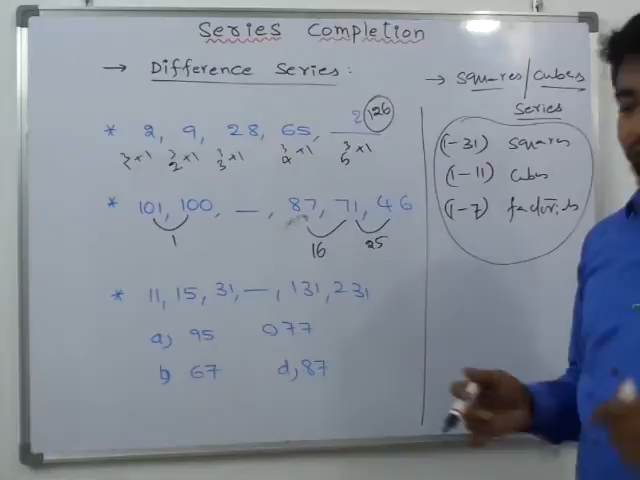 Series Completion
→ Difference Series:
* 2, 9, 28, 65, 126
* 101, 100, —, 87, 71, 46
1 16 25
* 11, 15, 31, —, 131, 231
a) 95 c) 77
b) 67 d) 87
→ Squares/Cubes
Series
(1-31) Squares
(1-11) Cubes
(1-7) factorials